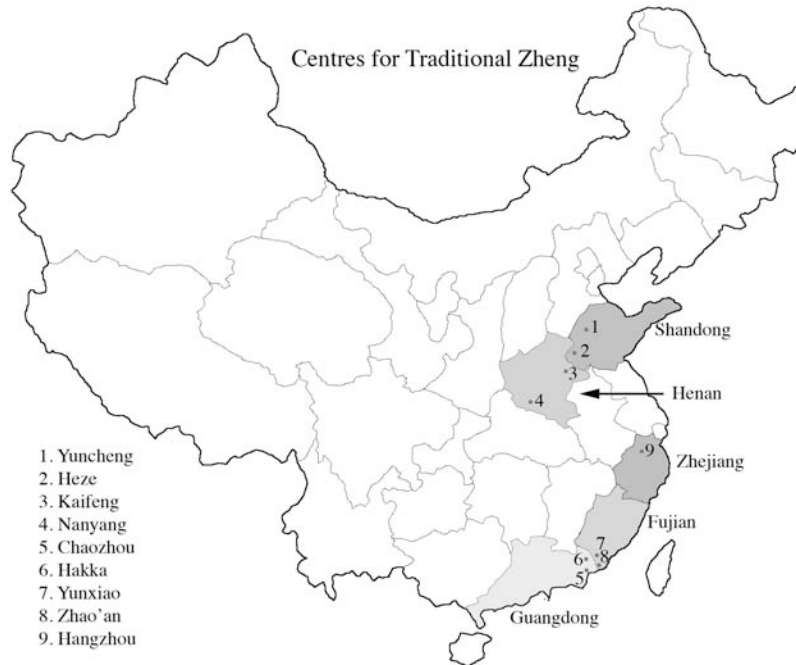 Centres for Traditional Zheng
1
Shandong
2
3
Henan
4
9
Zhejiang
Fujian
7
6
8
5
Guangdong
1. Yuncheng
2. Heze
3. Kaifeng
4. Nanyang
5. Chaozhou
6. Hakka
7. Yunxiao
8. Zhao'an
9. Hangzhou